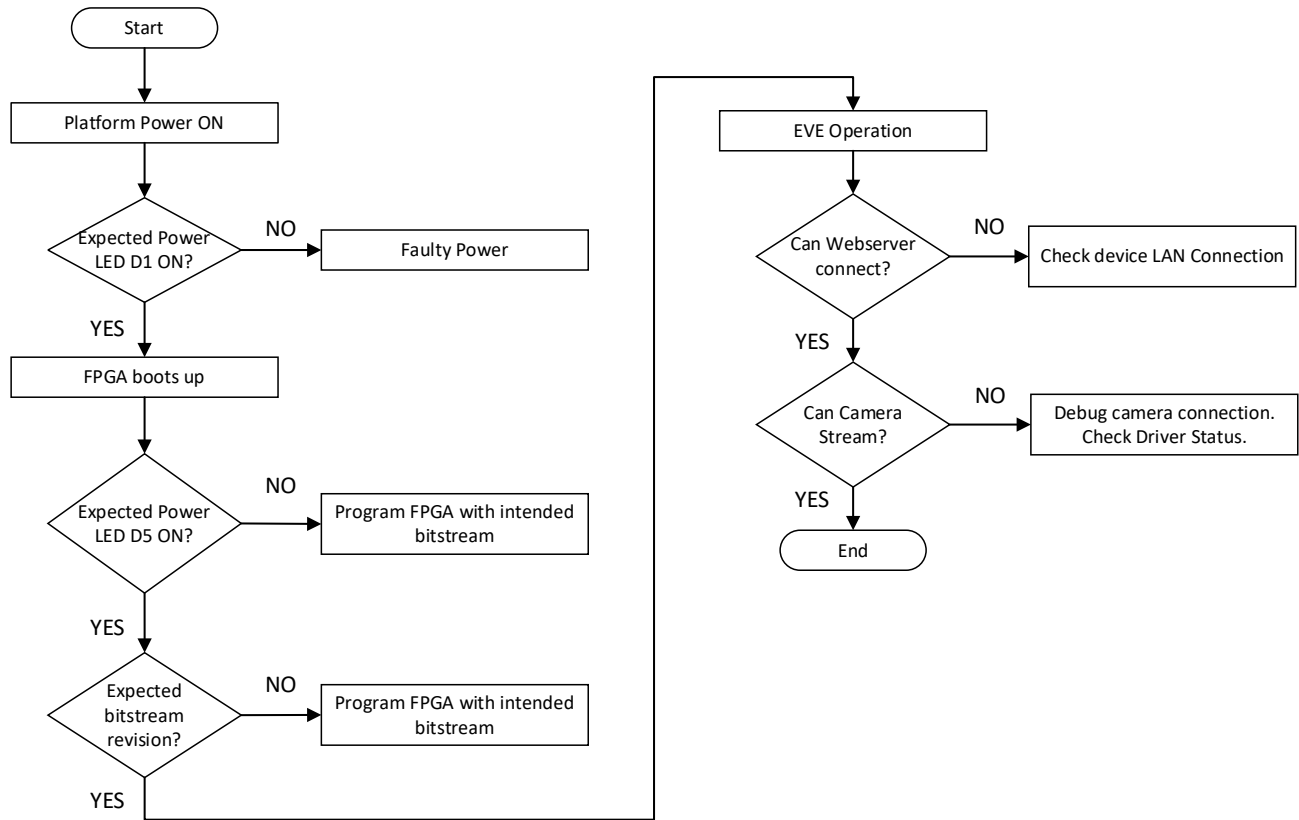 Start
Platform Power ON
Expected Power
LED D1 ON?
NO
Faulty Power
YES
FPGA boots up
Expected Power
LED D5 ON?
NO
Program FPGA with intended
bitstream
YES
Expected
bitstream
revision?
NO
Program FPGA with intended
bitstream
YES
EVE Operation
Can Webserver
connect?
NO
Check device LAN Connection
YES
Can Camera
Stream?
NO
Debug camera connection.
Check Driver Status.
YES
End